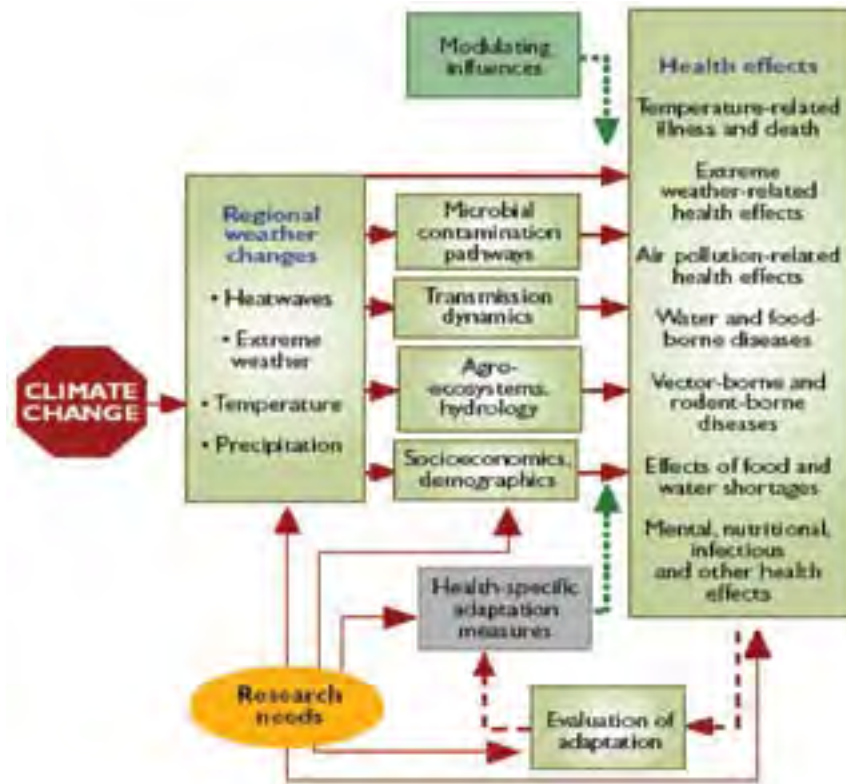 Modulating
influences
Health effects
Temperature-related
illness and death
Extreme
weather-related
health effects
Air pollution-related
health effects
Water and food-
borne diseases
Vector-borne and
rodent-borne
diseases
Effects of food and
water shortages
Mental, nutritional,
infectious
and other health
effects
Regional
weather
changes
• Heatwaves
• Extreme
weather
• Temperature
• Precipitation
Microbial
contamination
pathways
Transmission
dynamics
Agro-
ecosystems,
hydrology
Socioeconomics,
demographics
CLIMATE
CHANGE
Health-specific
adaptation
measures
Research
needs
Evaluation of
adaptation